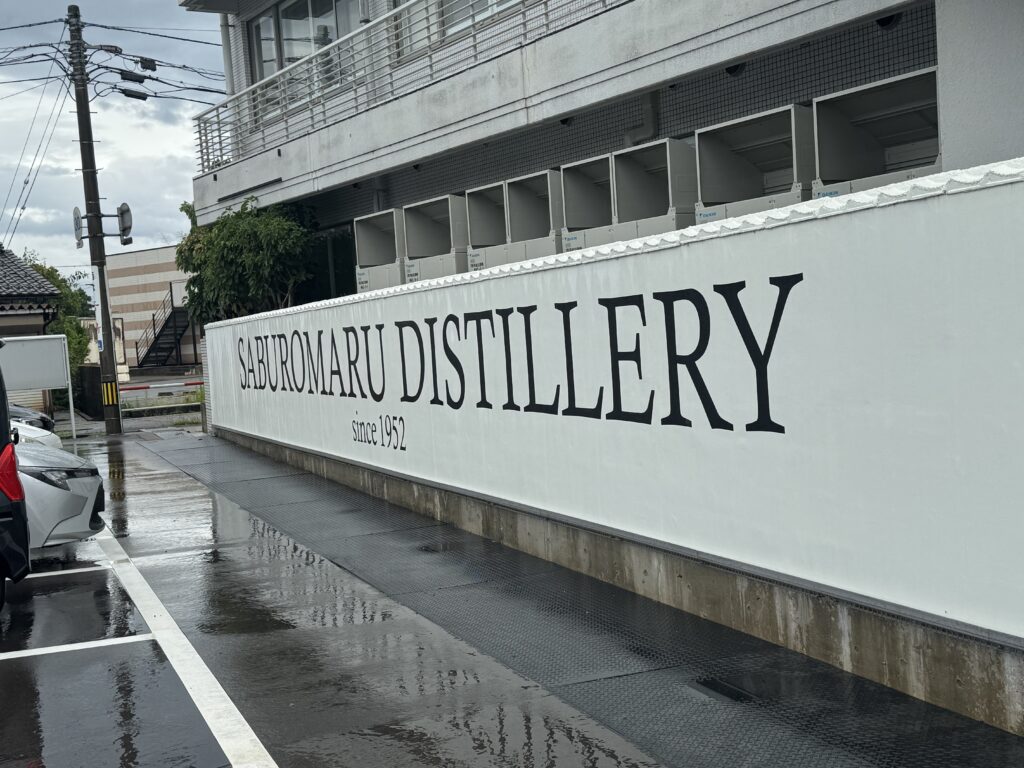 SABUROMARU DISTILLERY
since 1952